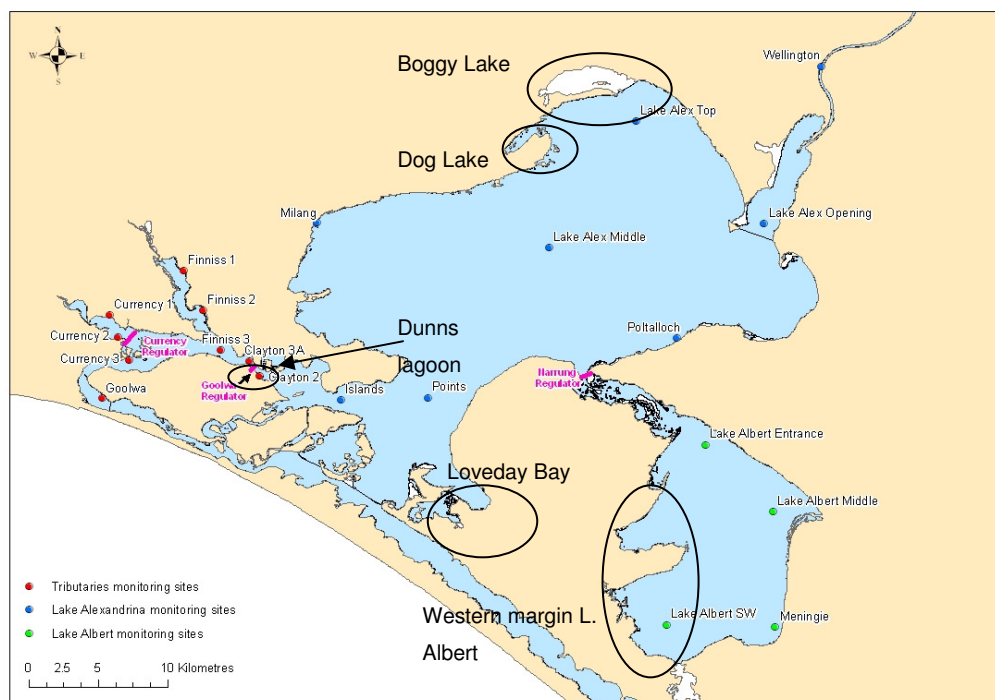 N
W E
S
Boggy Lake
Wellington
Lake Alex Top
Dog Lake
Milang
Lake Alex Opening
Lake Alex Middle
Finniss 1
Finniss 2
Currency 1
Currency 2
Currency
Regulator
Dunns
lagoon
Poltalloch
Finniss 3
Clayton 3A
Currency 3
Clayton 2
Goolwa
Regulator
Narrung
Regulator
Goolwa
Islands
Points
Lake Albert Entrance
Loveday Bay
Lake Albert Middle
Tributaries monitoring sites
Lake Alexandrina monitoring sites
Lake Albert monitoring sites
Western margin L.
Albert
Lake Albert SW
Meningie
0 2.5 5 10 Kilometres